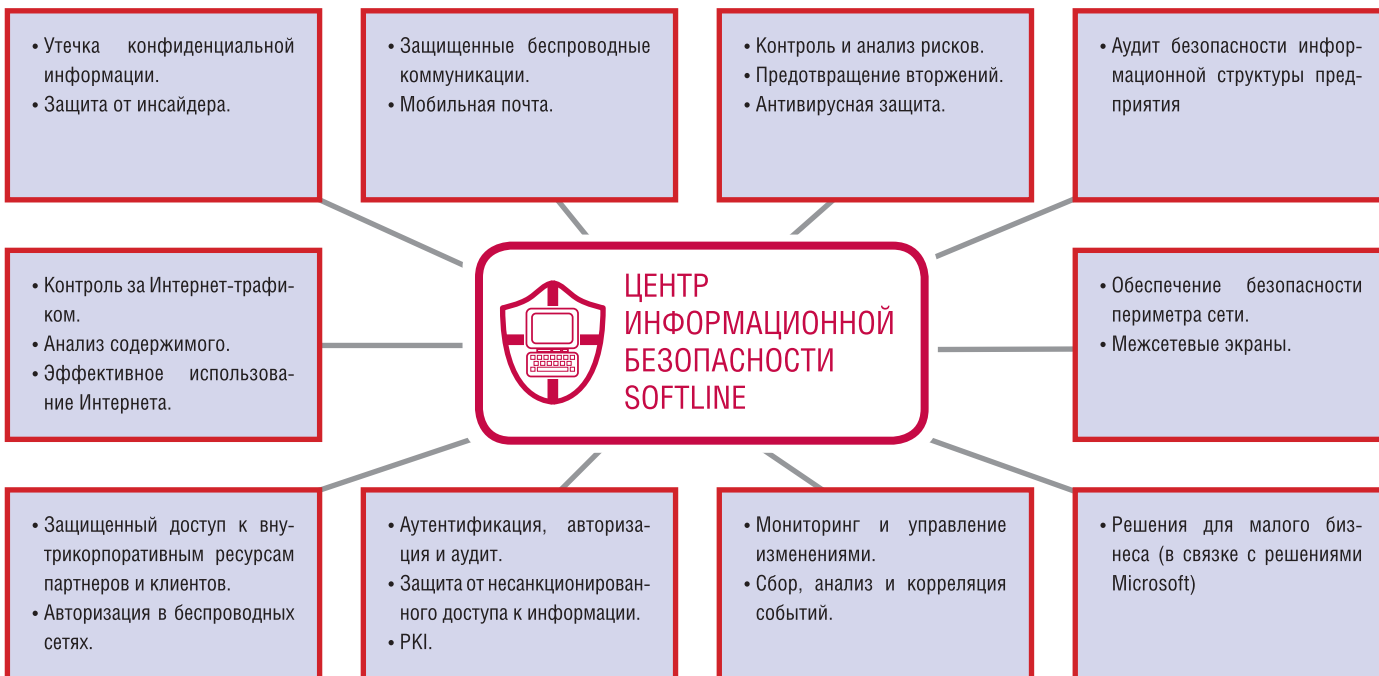 • Утечка конфиденциальной
информации.
• Защита от инсайдера.
• Защищенные беспроводные
коммуникации.
• Мобильная почта.
• Контроль и анализ рисков.
• Предотвращение вторжений.
• Антивирусная защита.
• Аудит безопасности инфор-
мационной структуры пред-
приятия
• Контроль за Интернет-трафи-
ком.
• Анализ содержимого.
• Эффективное использова-
ние Интернета.
ЦЕНТР
ИНФОРМАЦИОННОЙ
БЕЗОПАСНОСТИ
SOFTLINE
• Обеспечение безопасности
периметра сети.
• Межсетевые экраны.
• Защищенный доступ к вну-
трикорпоративным ресурсам
партнеров и клиентов.
• Авторизация в беспроводных
сетях.
• Аутентификация, авториза-
ция и аудит.
• Защита от несанкционирован-
ного доступа к информации.
• PKI.
• Мониторинг и управление
изменениями.
• Сбор, анализ и корреляция
событий.
• Решения для малого биз-
неса (в связке с решениями
Microsoft)